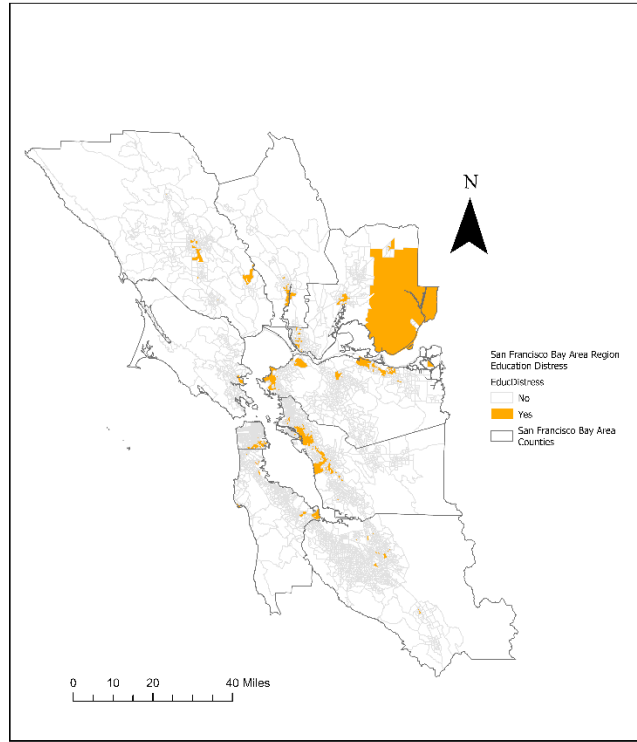 N
San Francisco Bay Area Region
Education Distress
EducDistress
No
Yes
San Francisco Bay Area
Counties
0 10 20 40 Miles